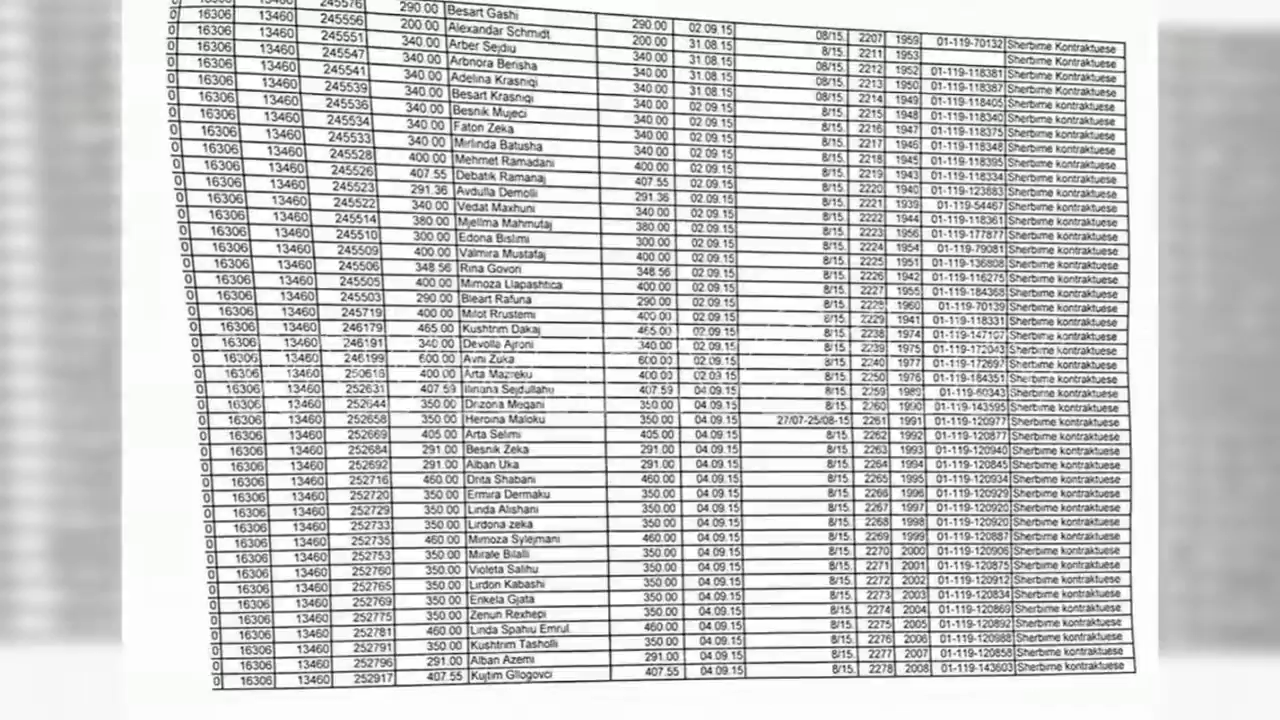 0 16306 13460 245576 290.00 Besart Gashi 290.00 02.09.15 08/15. 2207 1959 01-119-70132 Sherbime Kontraktuese
0 16306 13460 245556 200.00 Alexandar Schmidt 200.00 31.08.15 8/15. 2211 1953 Sherbime Kontraktuese
0 16306 13460 245551 340.00 Arber Sejdiu 340.00 31.08.15 08/15. 2212 1952 01-119-118381 Sherbime Kontraktuese
0 16306 13460 245547 340.00 Arbnora Berisha 340.00 31.08.15 08/15. 2213 1950 01-119-118387 Sherbime Kontraktuese
0 16306 13460 245541 340.00 Adelina Krasniqi 340.00 31.08.15 08/15. 2214 1949 01-119-118405 Sherbime Kontraktuese
0 16306 13460 245539 340.00 Besart Krasniqi 340.00 02.09.15 8/15. 2215 1948 01-119-118340 Sherbime kontraktuese
0 16306 13460 245536 340.00 Besnik Mujeci 340.00 02.09.15 8/15. 2216 1947 01-119-118375 Sherbime kontraktuese
0 16306 13460 245534 340.00 Faton Zeka 340.00 02.09.15 8/15. 2217 1946 01-119-118348 Sherbime kontraktuese
0 16306 13460 245533 340.00 Mirlinda Batusha 340.00 02.09.15 8/15. 2218 1945 01-119-118395 Sherbime kontraktuese
0 16306 13460 245528 400.00 Mehmet Ramadani 400.00 02.09.15 8/15. 2219 1943 01-119-118334 Sherbime kontraktuese
0 16306 13460 245526 407.55 Debatik Ramanaj 407.55 02.09.15 8/15. 2220 1940 01-119-123883 Sherbime kontraktuese
0 16306 13460 245523 291.36 Avdulla Demolli 291.36 02.09.15 8/15. 2221 1939 01-119-54467 Sherbime kontraktuese
0 16306 13460 245522 340.00 Vedat Maxhuni 340.00 02.09.15 8/15. 2222 1944 01-119-118361 Sherbime kontraktuese
0 16306 13460 245514 380.00 Mjellma Mahmutaj 380.00 02.09.15 8/15. 2223 1956 01-119-177877 Sherbime kontraktuese
0 16306 13460 245510 300.00 Edona Bislimi 300.00 02.09.15 8/15. 2224 1954 01-119-79081 Sherbime kontraktuese
0 16306 13460 245509 400.00 Valmira Mustafaj 400.00 02.09.15 8/15. 2225 1951 01-119-136808 Sherbime kontraktuese
0 16306 13460 245506 348.56 Rina Govori 348.56 02.09.15 8/15. 2226 1942 01-119-116275 Sherbime kontraktuese
0 16306 13460 245505 400.00 Mimoza Llapashtica 400.00 02.09.15 8/15. 2227 1955 01-119-184368 Sherbime kontraktuese
0 16306 13460 245503 290.00 Bleart Rafuna 290.00 02.09.15 8/15. 2228 1960 01-119-70139 Sherbime kontraktuese
0 16306 13460 245719 400.00 Milot Rrustemi 400.00 02.09.15 8/15. 2229 1941 01-119-118331 Sherbime kontraktuese
0 16306 13460 246179 465.00 Kushtrim Dakaj 465.00 02.09.15 8/15. 2238 1974 01-119-147107 Sherbime kontraktuese
0 16306 13460 246191 340.00 Devolla Ajroni 340.00 02.09.15 8/15. 2239 1975 01-119-172043 Sherbime kontraktuese
0 16306 13460 246199 600.00 Avni Zuka 600.00 02.09.15 8/15. 2240 1977 01-119-172697 Sherbime kontraktuese
0 16306 13460 400.00 Arta Mazreku 400.00 02.09.15 8/15. 2250 1976 01-119-184351 Sherbime kontraktuese
0 16306 13460 252631 407.59 Sejdullahu 407.59 04.09.15 8/15. 2259 1989 01-119-60343 Sherbime kontraktuese
0 16306 13460 252644 350.00 Drizona Meqani 350.00 04.09.15 8/15. 2260 1990 01-119-143595 Sherbime kontraktuese
0 16306 13460 252658 350.00 Heroina Maloku 350.00 04.09.15 27/07-25/08-15 2261 1991 01-119-120977 Sherbime kontraktuese
0 16306 13460 252669 405.00 Arta Selimi 405.00 04.09.15 8/15. 2262 1992 01-119-120877 Sherbime kontraktuese
0 16306 13460 252684 291.00 Besnik Zeka 291.00 04.09.15 8/15. 2263 1993 01-119-120940 Sherbime kontraktuese
0 16306 13460 252692 291.00 Alban Uka 291.00 04.09.15 8/15. 2264 1994 01-119-120845 Sherbime kontraktuese
0 16306 13460 252716 460.00 Drita Shabani 460.00 04.09.15 8/15. 2265 1995 01-119-120934 Sherbime kontraktuese
0 16306 13460 252720 350.00 Ermira Dermaku 350.00 04.09.15 8/15. 2266 1996 01-119-120929 Sherbime kontraktuese
0 16306 13460 252729 350.00 Linda Alishani 350.00 04.09.15 8/15. 2267 1997 01-119-120920 Sherbime kontraktuese
0 16306 13460 252733 350.00 Lirdona zeka 350.00 04.09.15 8/15. 2268 1998 01-119-120920 Sherbime kontraktuese
0 16306 13460 252735 460.00 Mimoza Sylejmani 460.00 04.09.15 8/15. 2269 1999 01-119-120887 Sherbime kontraktuese
0 16306 13460 252753 350.00 Mirale Bilalli 350.00 04.09.15 8/15. 2270 2000 01-119-120906 Sherbime kontraktuese
0 16306 13460 252760 350.00 Violeta Salihu 350.00 04.09.15 8/15. 2271 2001 01-119-120875 Sherbime kontraktuese
0 16306 13460 252765 350.00 Lirdon Kabashi 350.00 04.09.15 8/15. 2272 2002 01-119-120912 Sherbime kontraktuese
0 16306 13460 252769 350.00 Enkela Gjata 350.00 04.09.15 8/15. 2273 2003 01-119-120834 Sherbime kontraktuese
0 16306 13460 252775 350.00 Zenun Rexhepi 350.00 04.09.15 8/15. 2274 2004 01-119-120869 Sherbime kontraktuese
0 16306 13460 252781 460.00 Linda Spahiu Emrul 460.00 04.09.15 8/15. 2275 2005 01-119-120892 Sherbime kontraktuese
0 16306 13460 252791 350.00 Kushtrim Tasholli 350.00 04.09.15 8/15. 2276 2006 01-119-120988 Sherbime kontraktuese
0 16306 13460 252796 291.00 Alban Azemi 291.00 04.09.15 8/15. 2277 2007 01-119-120858 Sherbime kontraktuese
0 16306 13460 252917 407.55 Kujtim Gllogovci 407.55 04.09.15 8/15. 2278 2008 01-119-143603 Sherbime kontraktuese